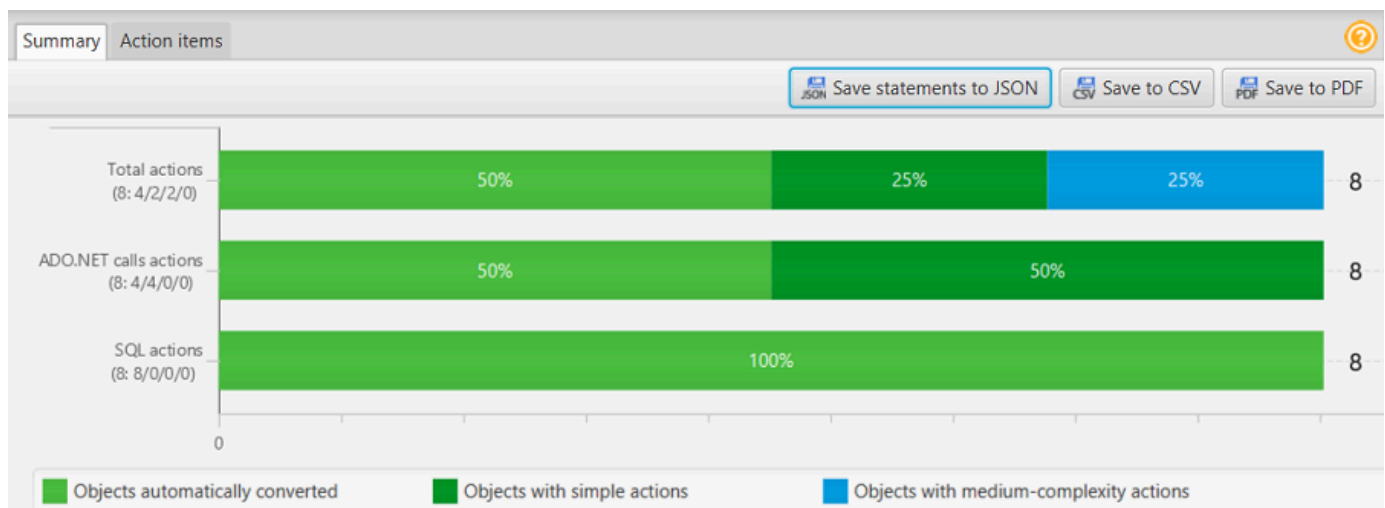 Summary Action items
JSON Save statements to JSON CSV Save to CSV PDF Save to PDF
Total actions
(8: 4/2/2/0)
50% 25% 25% 8
ADO.NET calls actions
(8: 4/4/0/0)
50% 50% 8
SQL actions
(8: 8/0/0/0)
100% 8
0
Objects automatically converted Objects with simple actions Objects with medium-complexity actions